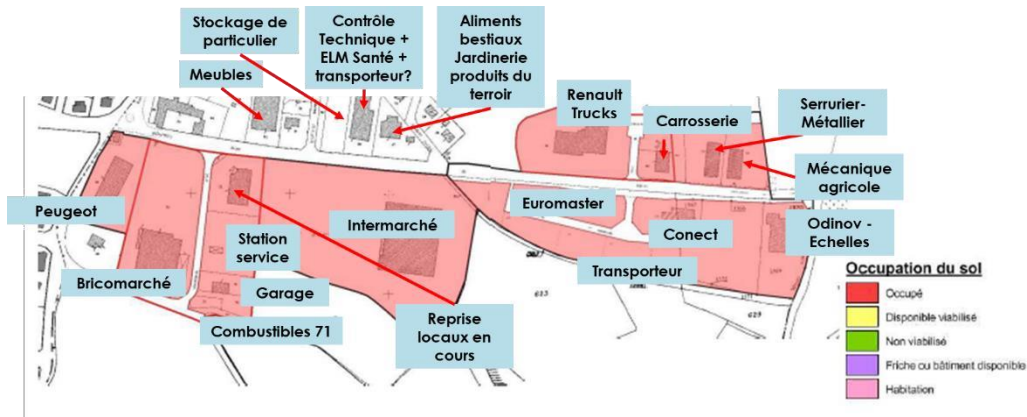 Stockage de
particulier
Meubles
Contrôle
Technique +
ELM Santé +
transporteur?
Aliments
bestiaux
Jardinerie
produits du
terroir
Renault
Trucks
Carrosserie
Serrurier-
Métallier
Mécanique
agricole
Peugeot
Bricomarché
Station
service
Garage
Combustibles 71
Intermarché
Reprise
locaux en
cours
Euromaster
Conect
Transporteur
Odinov -
Echelles
613
619
Occupation du sol
Occupé
Disponible viabilisé
Non viabilisé
Friche ou bâtiment disponible
Habitation